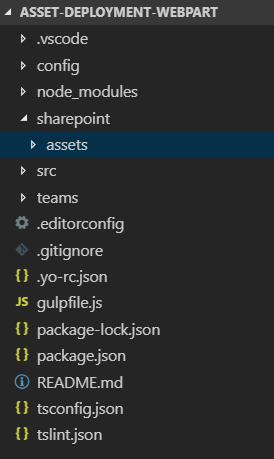 ASSET-DEPLOYMENT-WEBPART
.vscode
config
node_modules
sharepoint
assets
src
teams
.editorconfig
.gitignore
{ } .yo-rc.json
JS gulpfile.js
{ } package-lock.json
{ } package.json
README.md
{ } tsconfig.json
{ } tslint.json